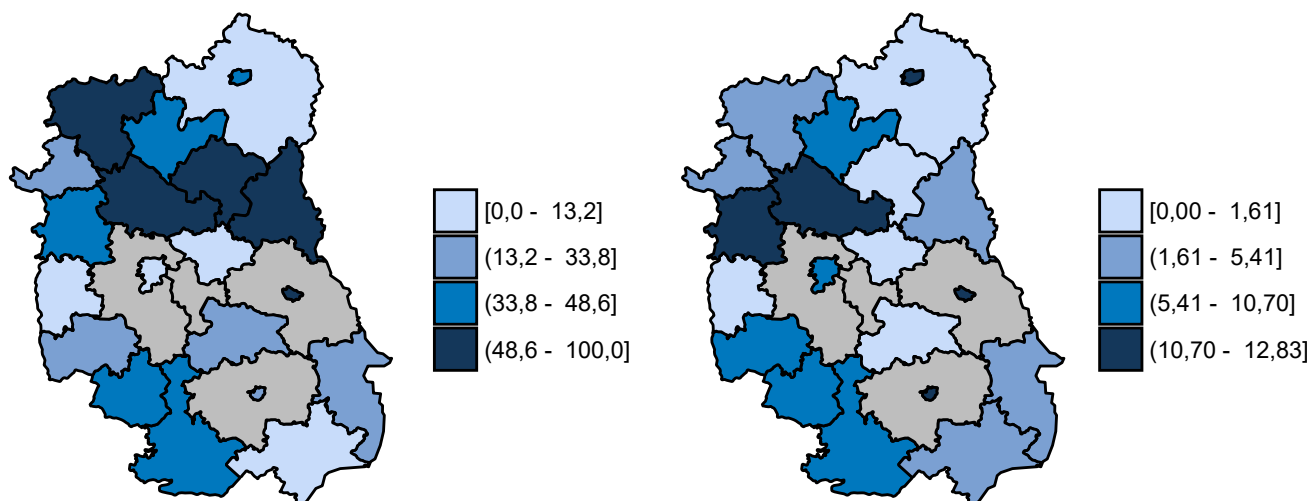 [0,0 - 13,2]
(13,2 - 33,8]
(33,8 - 48,6]
(48,6 - 100,0]
[0,00 - 1,61]
(1,61 - 5,41]
(5,41 - 10,70]
(10,70 - 12,83]